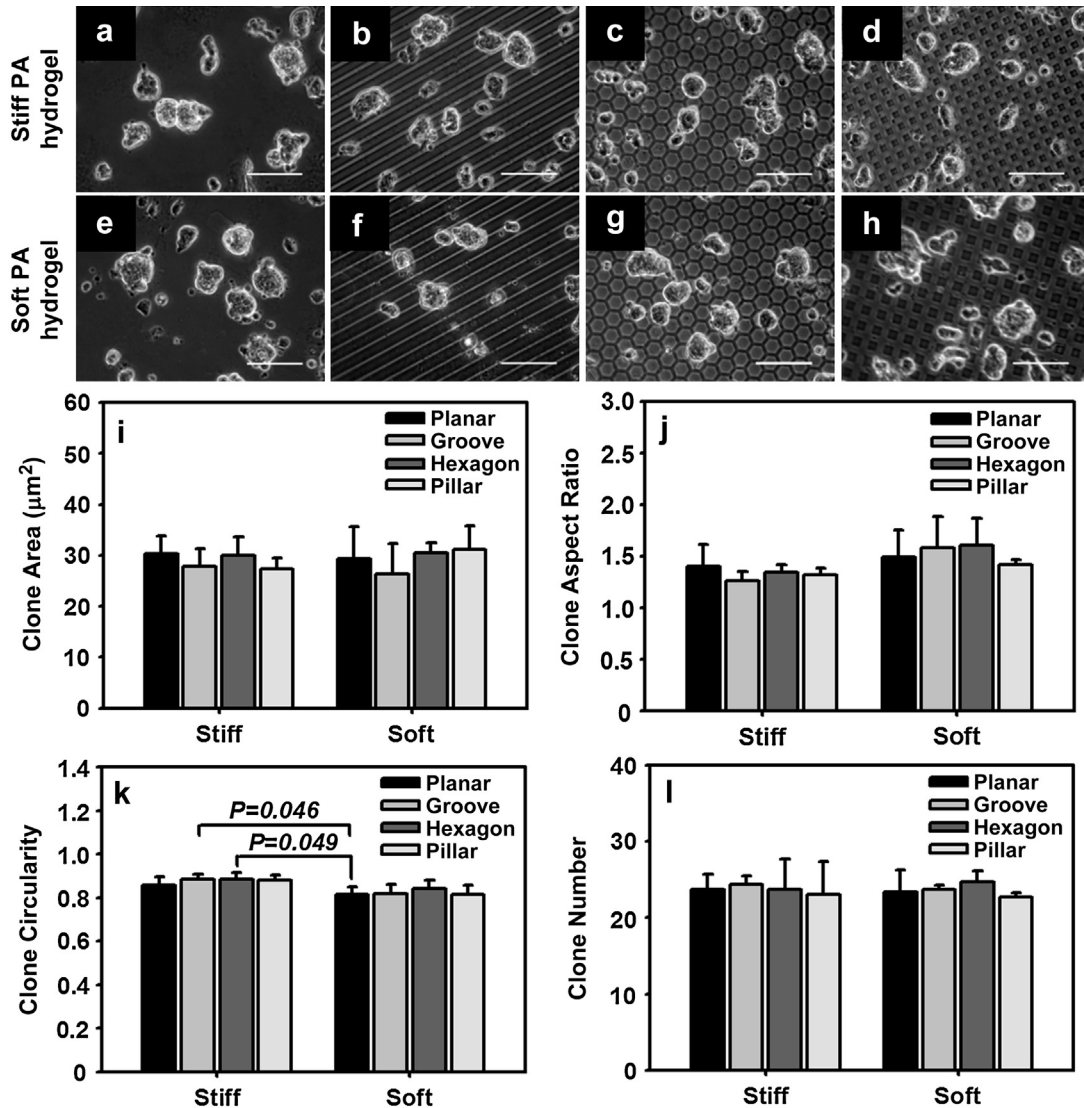 Stiff PA
hydrogel
a
b
c
d
Soft PA
hydrogel
e
f
g
h
i
Clone Area (µm²)
60
50
40
30
20
10
0
Planar
Groove
Hexagon
Pillar
Stiff
Soft
j
Clone Aspect Ratio
3.0
2.5
2.0
1.5
1.0
0.5
0
Planar
Groove
Hexagon
Pillar
Stiff
Soft
k
Clone Circularity
1.4
1.2
1.0
0.8
0.6
0.4
0.2
0
P=0.046
P=0.049
Planar
Groove
Hexagon
Pillar
Stiff
Soft
l
Clone Number
40
30
20
10
0
Planar
Groove
Hexagon
Pillar
Stiff
Soft